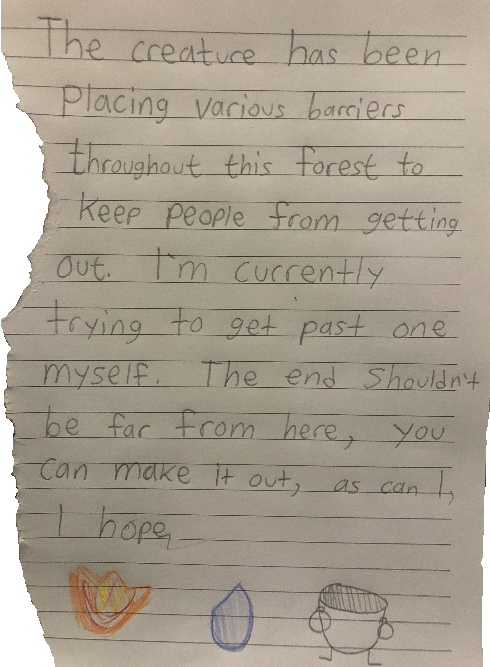 The creature has been
Placing various barriers
throughout this forest to
keep people from getting
out. I'm currently
trying to get past one
myself. The end shouldn't
be far from here, you
can make it out, as can I,
I hope,